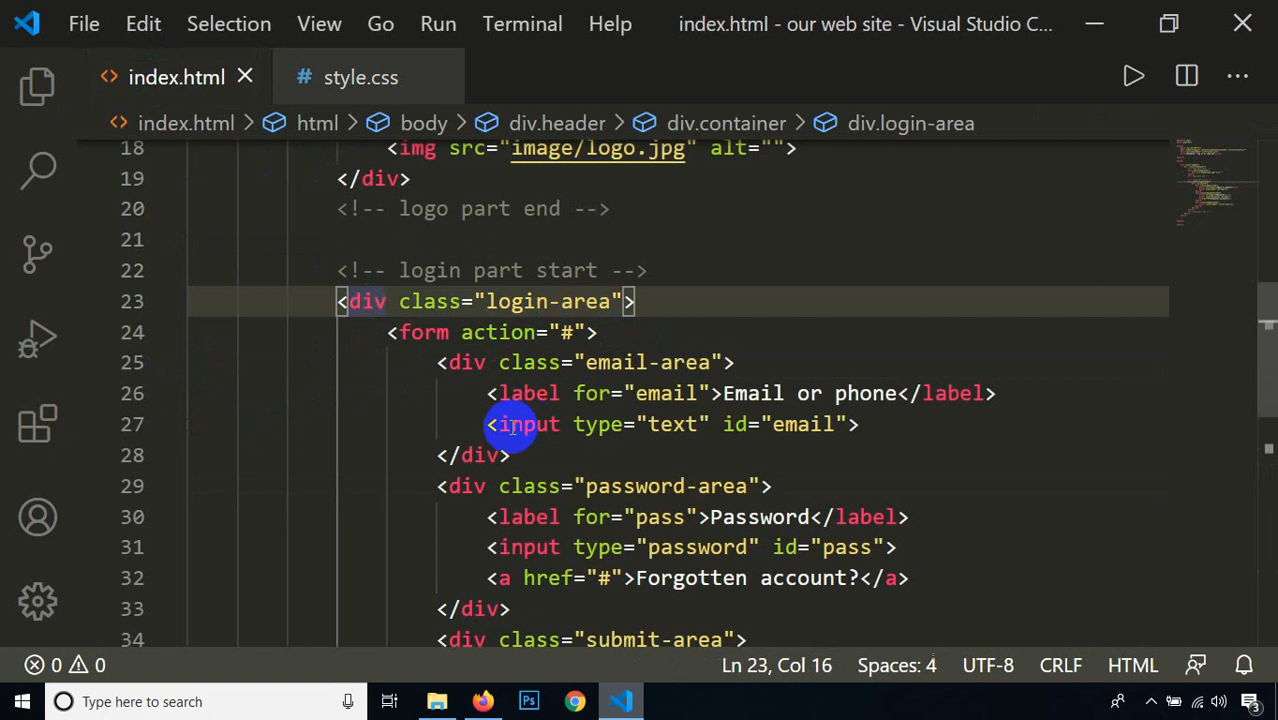 File Edit Selection View Go Run Terminal Help index.html - our web site - Visual Studio C...
index.html style.css
index.html > html > body > div.header > div.container > div.login-area
18 <img src="image/logo.jpg" alt="">
19 </div>
20 <!-- logo part end -->
21
22 <!-- login part start -->
23 <div class="login-area">
24 <form action="#">
25 <div class="email-area">
26 <label for="email">Email or phone</label>
27 <input type="text" id="email">
28 </div>
29 <div class="password-area">
30 <label for="pass">Password</label>
31 <input type="password" id="pass">
32 <a href="#">Forgotten account?</a>
33 </div>
34 <div class="submit-area">
0 0 Ln 23, Col 16 Spaces: 4 UTF-8 CRLF HTML
Type here to search Ps 3